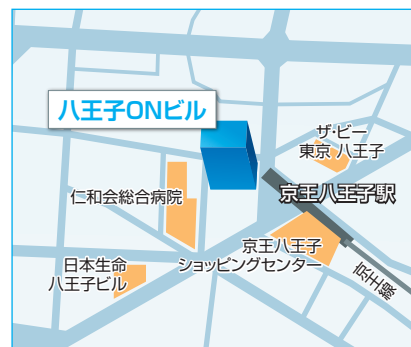 八王子ONビル
ザ・ビー
東京 八王子
仁和会総合病院
京王八王子駅
京王八王子
ショッピングセンター
日本生命
八王子ビル
京王線